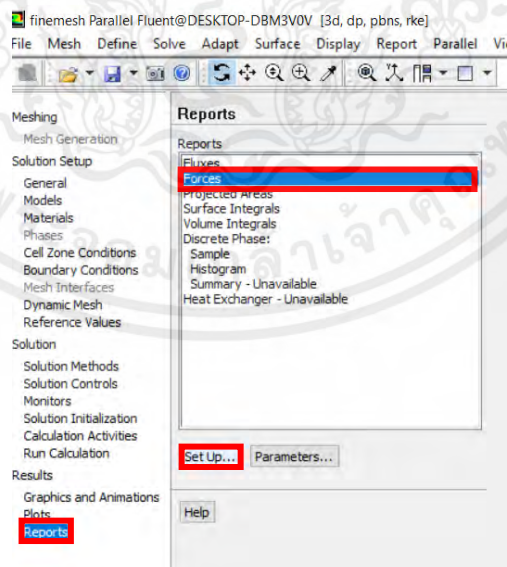 finemesh Parallel Fluent@DESKTOP-DBM3V0V [3d, dp, pbns, rke]
File Mesh Define Solve Adapt Surface Display Report Parallel Vi
Meshing
Mesh Generation
Solution Setup
General
Models
Materials
Phases
Cell Zone Conditions
Boundary Conditions
Mesh Interfaces
Dynamic Mesh
Reference Values
Solution
Solution Methods
Solution Controls
Monitors
Solution Initialization
Calculation Activities
Run Calculation
Results
Graphics and Animations
Plots
Reports
Reports
Reports
Fluxes
Forces
Projected Areas
Surface Integrals
Volume Integrals
Discrete Phase:
Sample
Histogram
Summary - Unavailable
Heat Exchanger - Unavailable
Set Up... Parameters...
Help